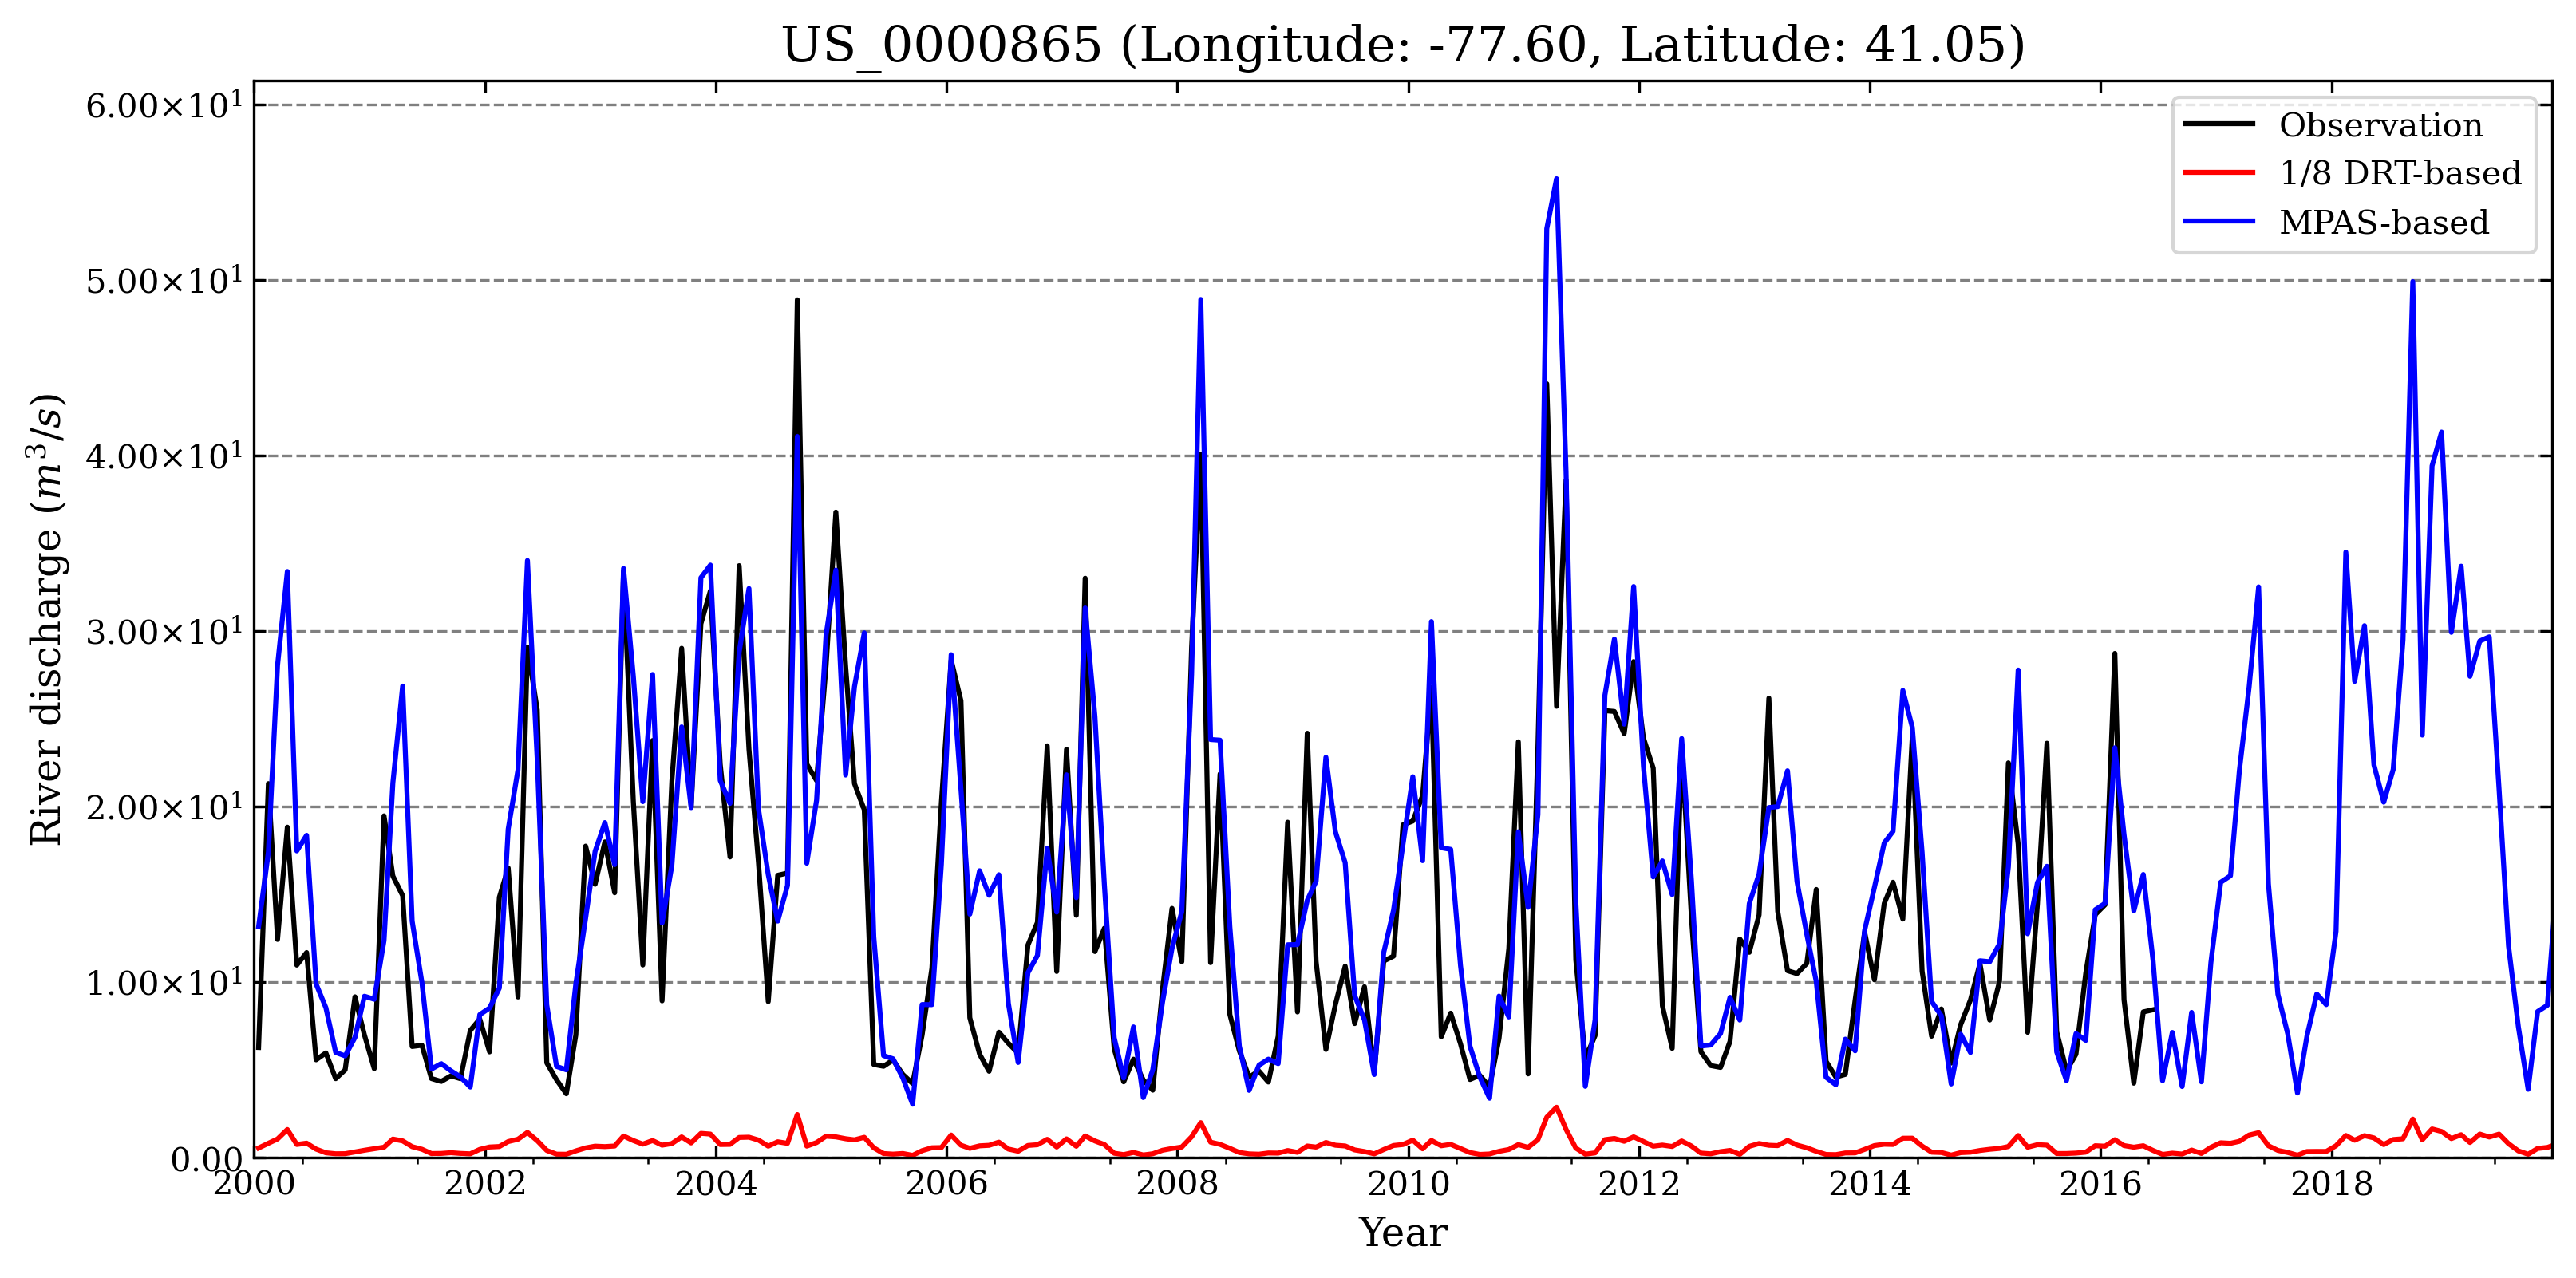 US_0000865 (Longitude: -77.60, Latitude: 41.05)
6.00×10¹
5.00×10¹
4.00×10¹
3.00×10¹
2.00×10¹
1.00×10¹
0.00
River discharge (m³/s)
Observation
1/8 DRT-based
MPAS-based
2000 2002 2004 2006 2008 2010 2012 2014 2016 2018
Year